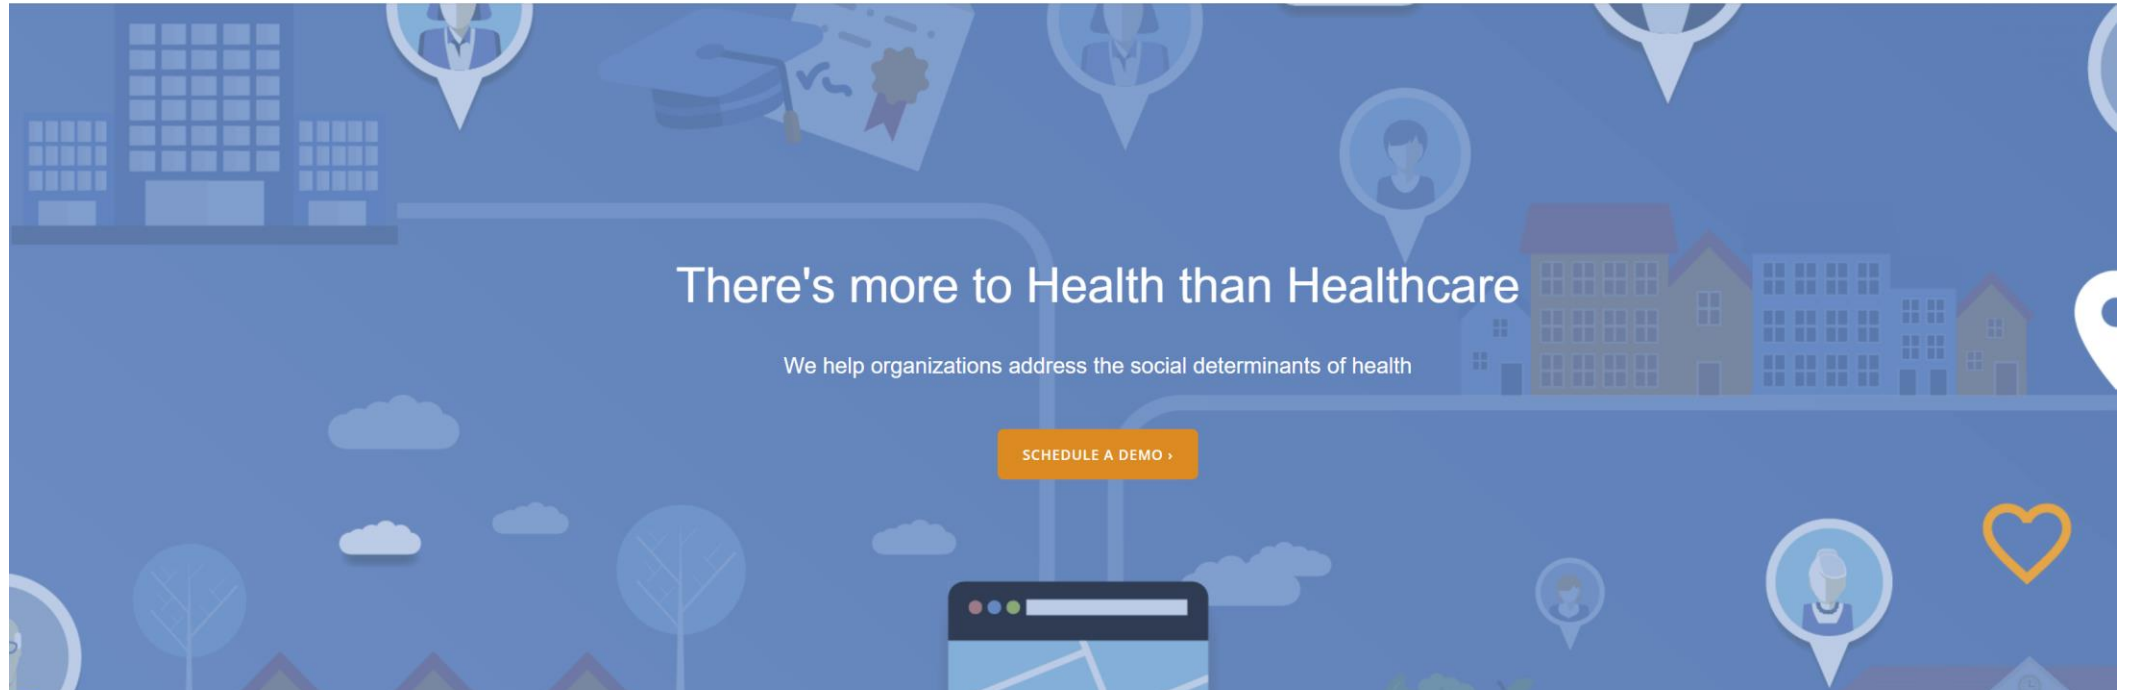 There's more to Health than Healthcare
We help organizations address the social determinants of health
SCHEDULE A DEMO ›